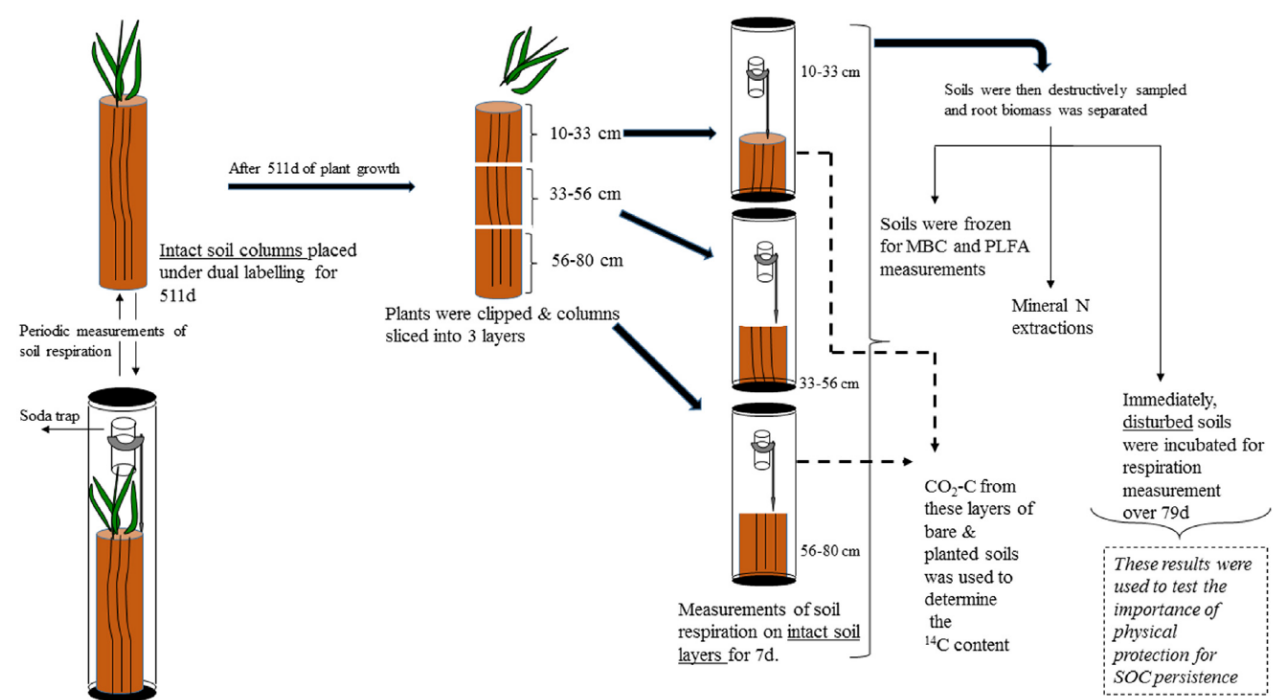 Intact soil columns placed
under dual labelling for
511d
Periodic measurements of
soil respiration
Soda trap
After 511d of plant growth
10-33 cm
33-56 cm
56-80 cm
Plants were clipped & columns
sliced into 3 layers
10-33 cm
33-56 cm
56-80 cm
Measurements of soil
respiration on intact soil
layers for 7d.
Soils were then destructively sampled
and root biomass was separated
Soils were frozen
for MBC and PLFA
measurements
Mineral N
extractions
Immediately,
disturbed soils
were incubated for
respiration
measurement
over 79d
CO₂-C from
these layers of
bare &
planted soils
was used to
determine
the
¹⁴C content
These results were
used to test the
importance of
physical
protection for
SOC persistence